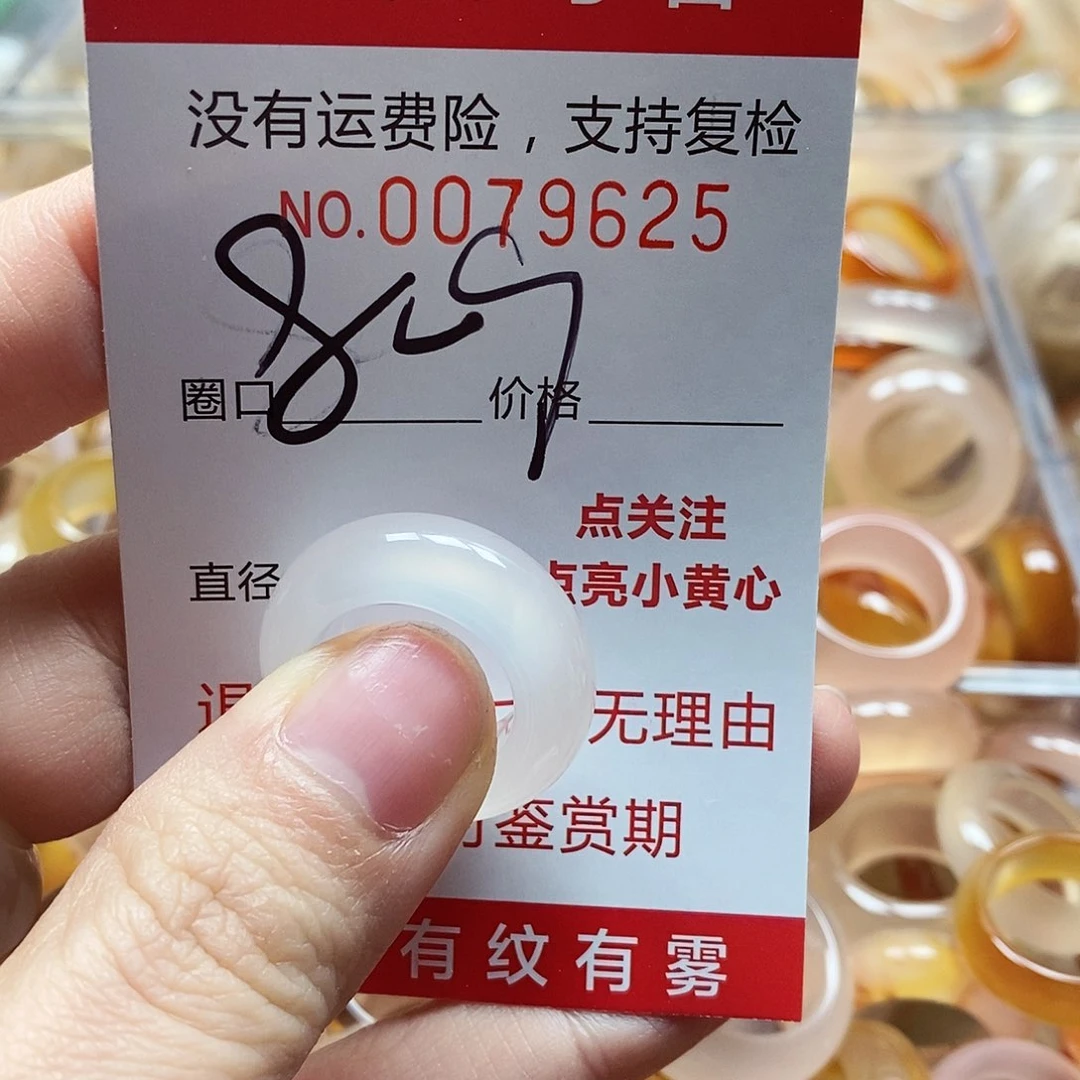 没有运费险，支持复检
NO.0079625
圈口 价格
点关注
直径 点亮小黄心
退 无理由
鉴赏期
有纹有雾